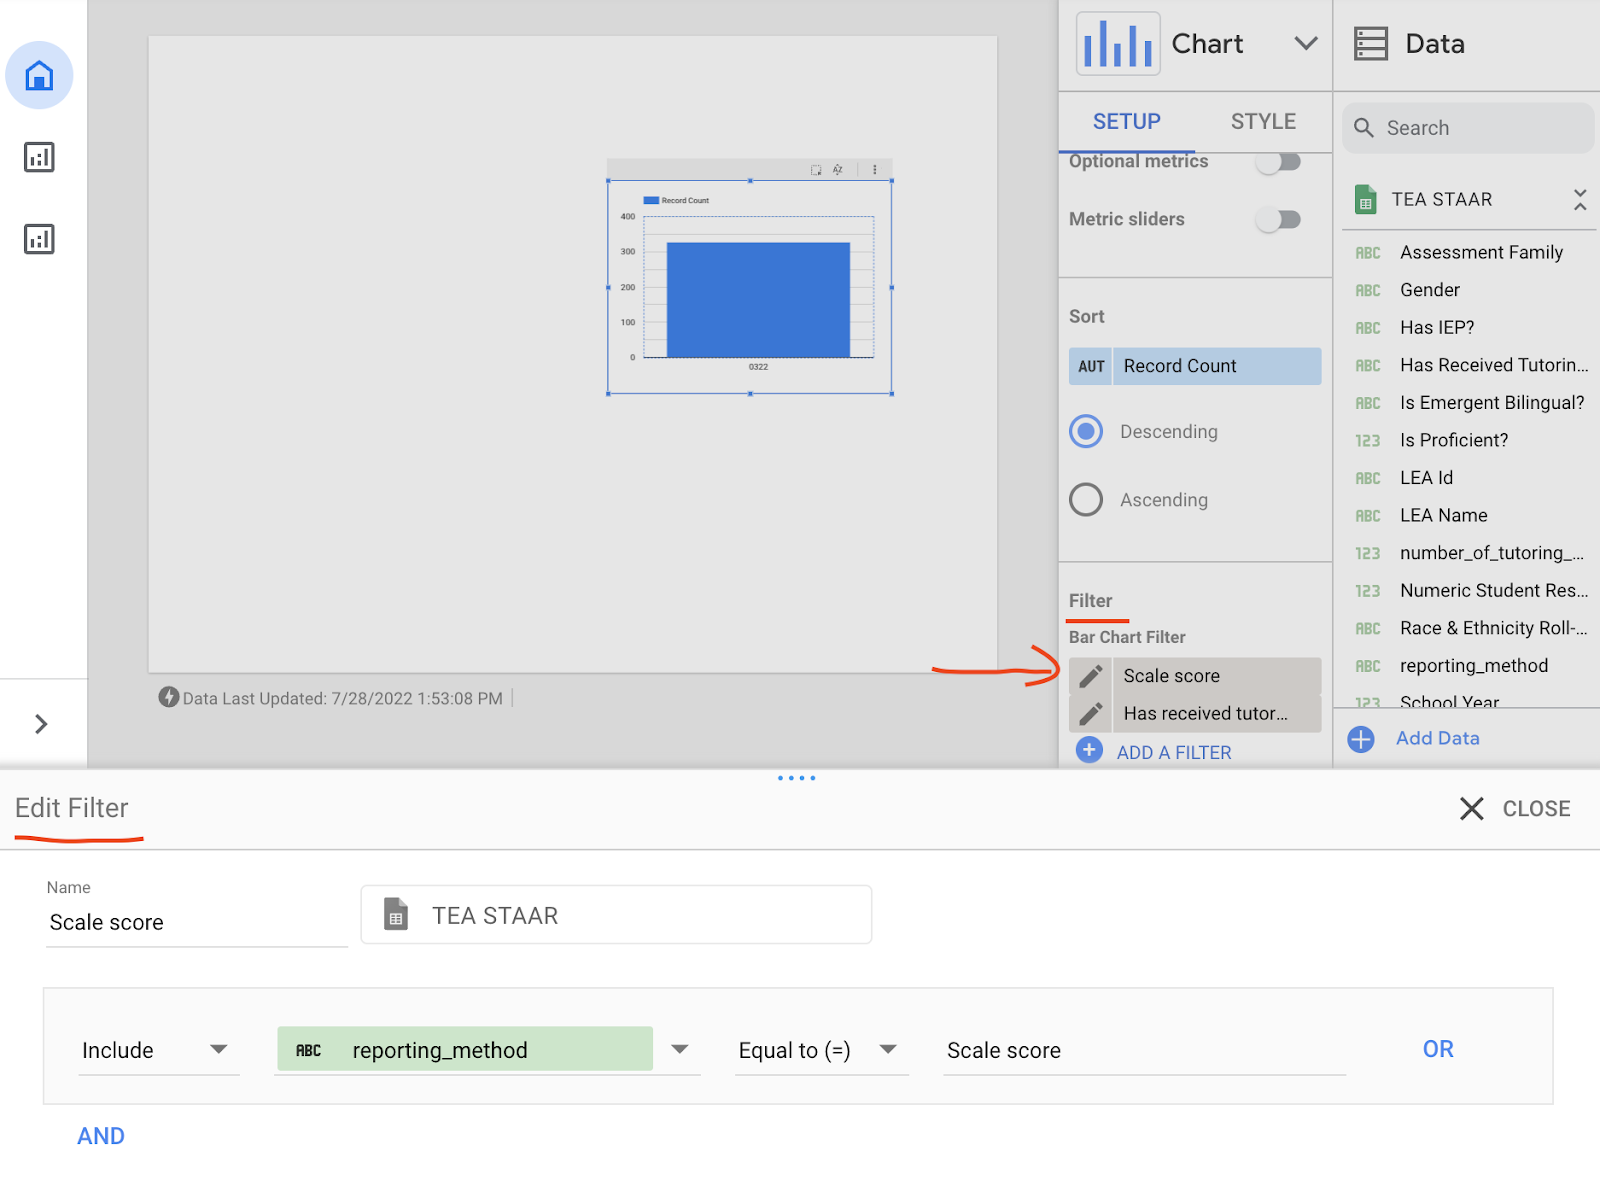 Chart
Data
SETUP
STYLE
Search
Optional metrics
Metric sliders
TEA STAAR
ABC Assessment Family
ABC Gender
ABC Has IEP?
ABC Has Received Tutorin...
ABC Is Emergent Bilingual?
123 Is Proficient?
ABC LEA Id
ABC LEA Name
123 number_of_tutoring_...
123 Numeric Student Res...
ABC Race & Ethnicity Roll-...
ABC reporting_method
123 School Year
Add Data
Record Count
400
300
200
100
0
0322
Sort
AUT Record Count
Descending
Ascending
Filter
Bar Chart Filter
Scale score
Has received tutor...
ADD A FILTER
Data Last Updated: 7/28/2022 1:53:08 PM
Edit Filter
CLOSE
Name
Scale score
TEA STAAR
Include
ABC reporting_method
Equal to (=)
Scale score
OR
AND